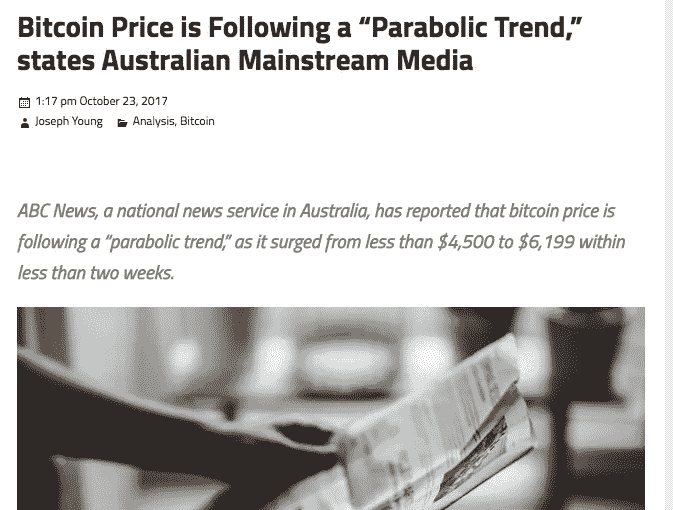 Bitcoin Price is Following a “Parabolic Trend,”
states Australian Mainstream Media
1:17 pm October 23, 2017
Joseph Young Analysis, Bitcoin
ABC News, a national news service in Australia, has reported that bitcoin price is
following a “parabolic trend,” as it surged from less than $4,500 to $6,199 within
less than two weeks.